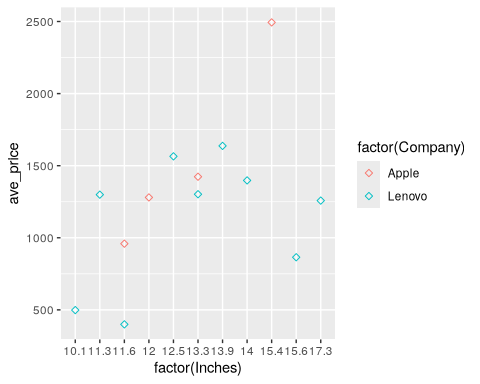 2500
2000
1500
1000
500
ave_price
10.1 11.3 11.6 12 12.5 13.3 13.9 14 15.4 15.6 17.3
factor(Inches)
factor(Company)
Apple
Lenovo